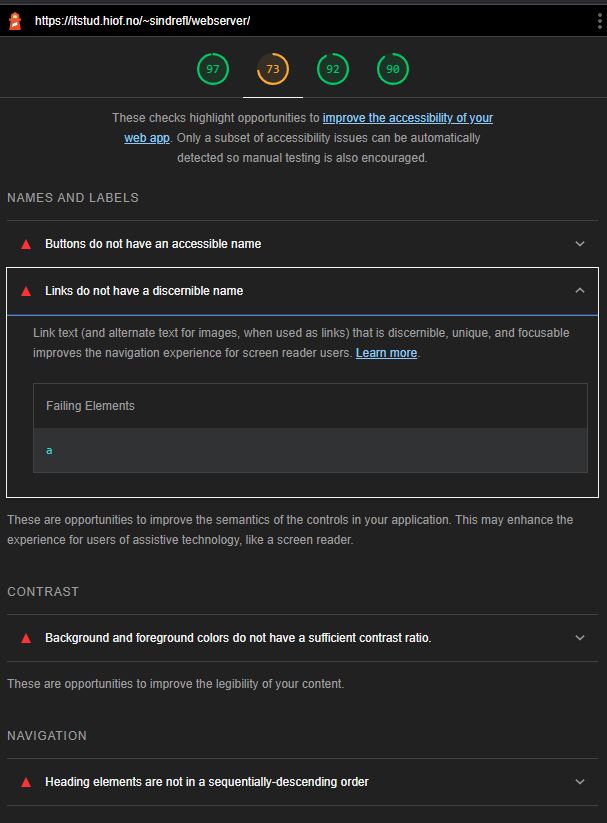 https://itstud.hiof.no/~sindrefl/webserver/
97 73 92 90
These checks highlight opportunities to improve the accessibility of your
web app. Only a subset of accessibility issues can be automatically
detected so manual testing is also encouraged.
NAMES AND LABELS
Buttons do not have an accessible name
Links do not have a discernible name
Link text (and alternate text for images, when used as links) that is discernible, unique, and focusable
improves the navigation experience for screen reader users. Learn more.
Failing Elements
a
These are opportunities to improve the semantics of the controls in your application. This may enhance the
experience for users of assistive technology, like a screen reader.
CONTRAST
Background and foreground colors do not have a sufficient contrast ratio.
These are opportunities to improve the legibility of your content.
NAVIGATION
Heading elements are not in a sequentially-descending order